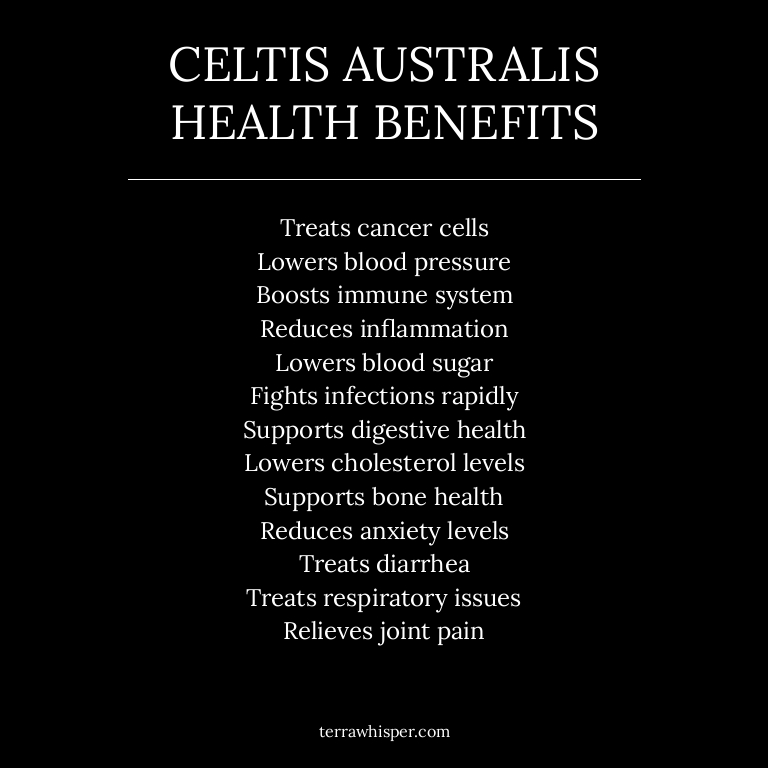 CELTIS AUSTRALIS
HEALTH BENEFITS
Treats cancer cells
Lowers blood pressure
Boosts immune system
Reduces inflammation
Lowers blood sugar
Fights infections rapidly
Supports digestive health
Lowers cholesterol levels
Supports bone health
Reduces anxiety levels
Treats diarrhea
Treats respiratory issues
Relieves joint pain
terrawhisper.com